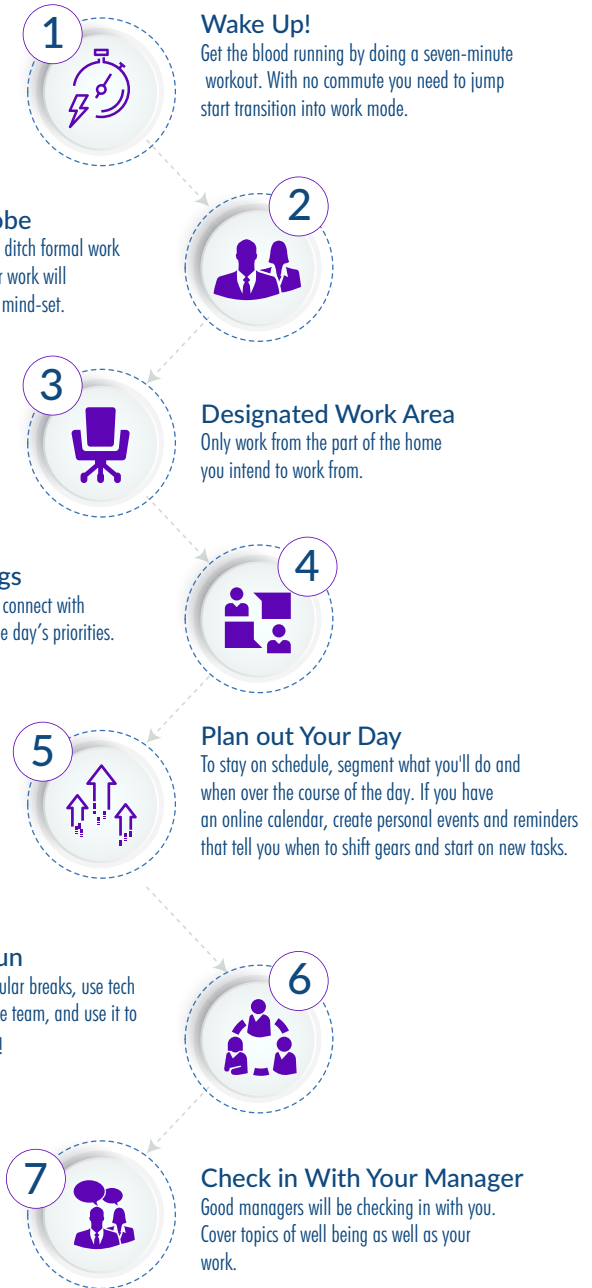 1
Wake Up!
Get the blood running by doing a seven-minute
workout. With no commute you need to jump
start transition into work mode.
2
obe
ditch formal work
r work will
mind-set.
3
Designated Work Area
Only work from the part of the home
you intend to work from.
4
gs
connect with
e day's priorities.
5
Plan out Your Day
To stay on schedule, segment what you'll do and
when over the course of the day. If you have
an online calendar, create personal events and reminders
that tell you when to shift gears and start on new tasks.
6
un
ular breaks, use tech
e team, and use it to
!
7
Check in With Your Manager
Good managers will be checking in with you.
Cover topics of well being as well as your
work.